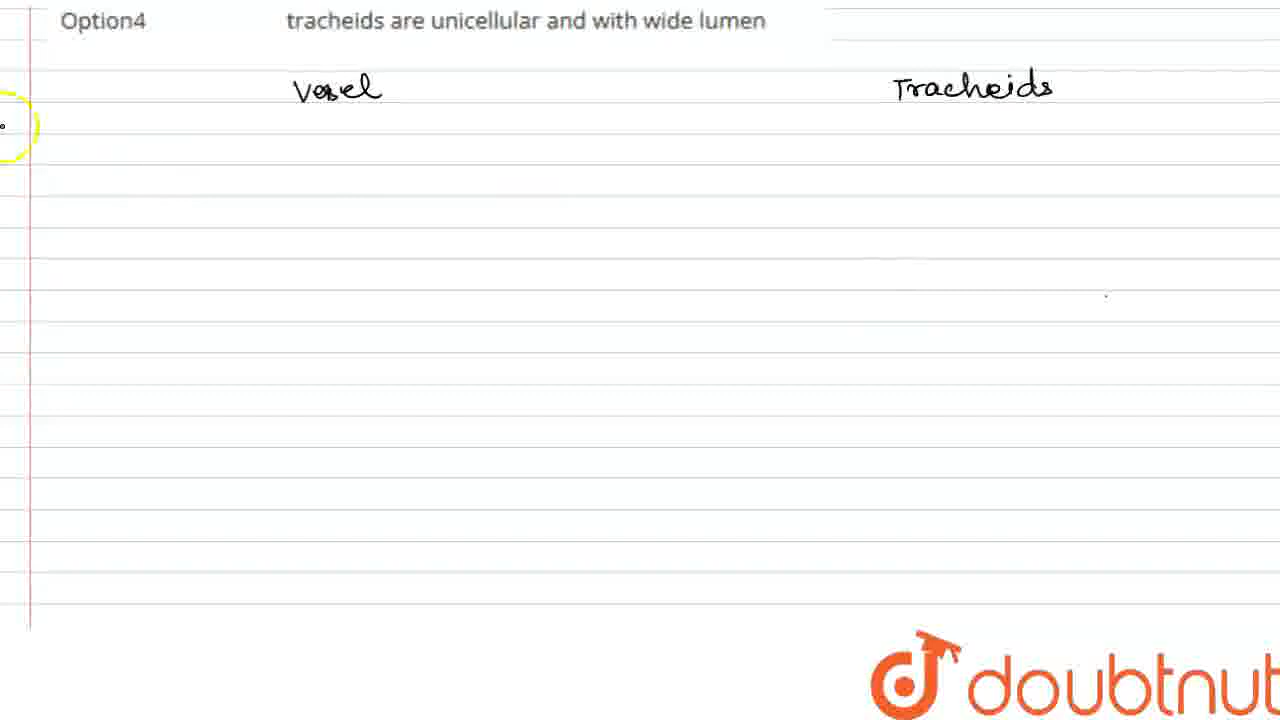 Option4 tracheids are unicellular and with wide lumen
Vessel Tracheids
doubtnut